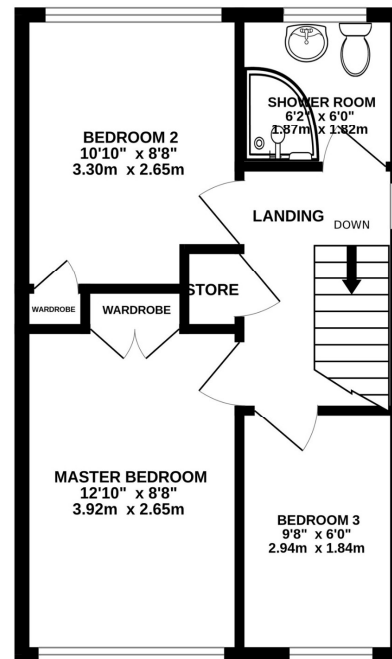 SHOWER ROOM
6'2" x 6'0"
1.87m x 1.82m
BEDROOM 2
10'10" x 8'8"
3.30m x 2.65m
LANDING
DOWN
STORE
WARDROBE
WARDROBE
MASTER BEDROOM
12'10" x 8'8"
3.92m x 2.65m
BEDROOM 3
9'8" x 6'0"
2.94m x 1.84m